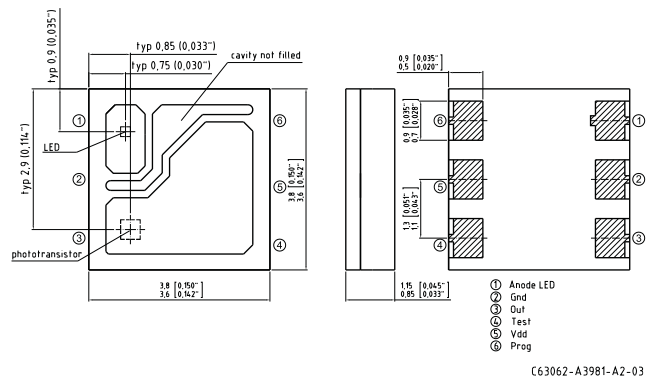 typ 0,9 (0,035")
typ 0,85 (0,033")
typ 0,75 (0,030")
cavity not filled
1
LED
2
typ 2,9 (0,114")
3
phototransistor
6
5
4
3,8 [0,150"]
3,6 [0,142"]
3,8 [0,150"]
3,6 [0,142"]
1,15 [0,045"]
0,85 [0,033"]
0,9 [0,035"]
0,5 [0,020"]
0,9 [0,035"]
0,7 [0,028"]
1,3 [0,051"]
1,1 [0,043"]
6
5
4
1
2
3
1 Anode LED
2 Gnd
3 Out
4 Test
5 Vdd
6 Prog
C63062-A3981-A2-03